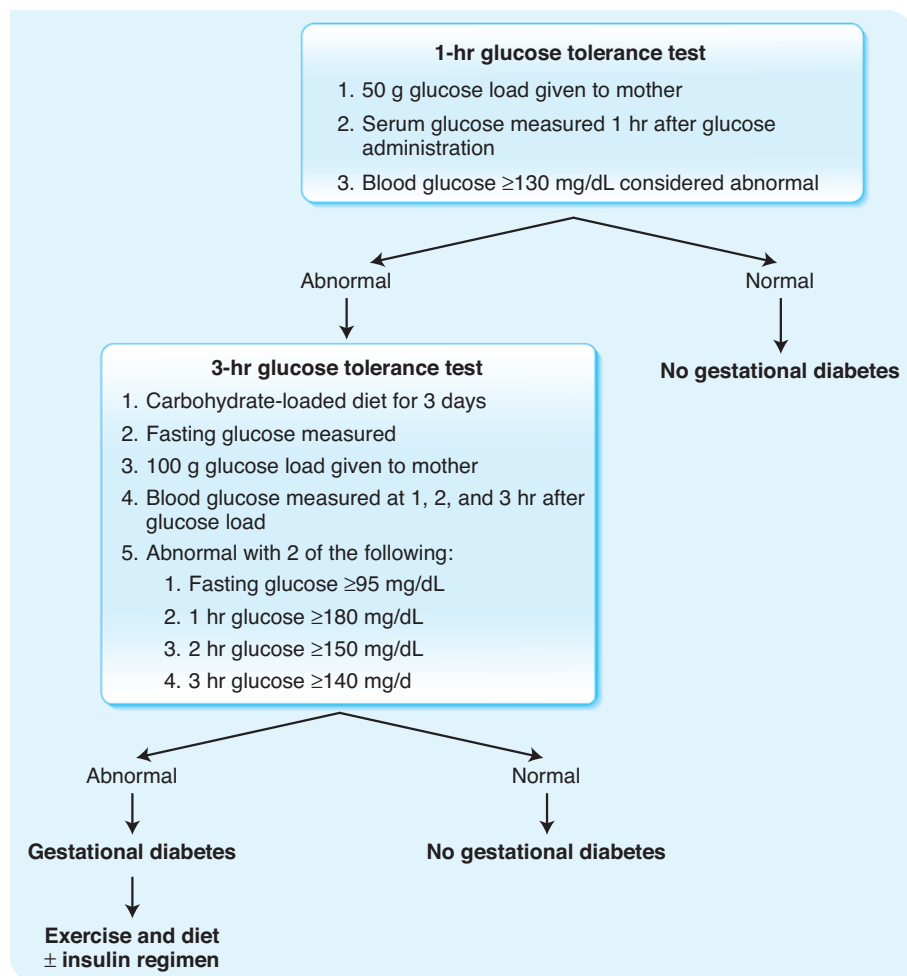 1-hr glucose tolerance test
1. 50 g glucose load given to mother
2. Serum glucose measured 1 hr after glucose
administration
3. Blood glucose ≥130 mg/dL considered abnormal
Abnormal
Normal
3-hr glucose tolerance test
1. Carbohydrate-loaded diet for 3 days
2. Fasting glucose measured
3. 100 g glucose load given to mother
4. Blood glucose measured at 1, 2, and 3 hr after
glucose load
5. Abnormal with 2 of the following:
1. Fasting glucose ≥95 mg/dL
2. 1 hr glucose ≥180 mg/dL
3. 2 hr glucose ≥150 mg/dL
4. 3 hr glucose ≥140 mg/d
No gestational diabetes
Abnormal
Normal
Gestational diabetes
No gestational diabetes
Exercise and diet
± insulin regimen